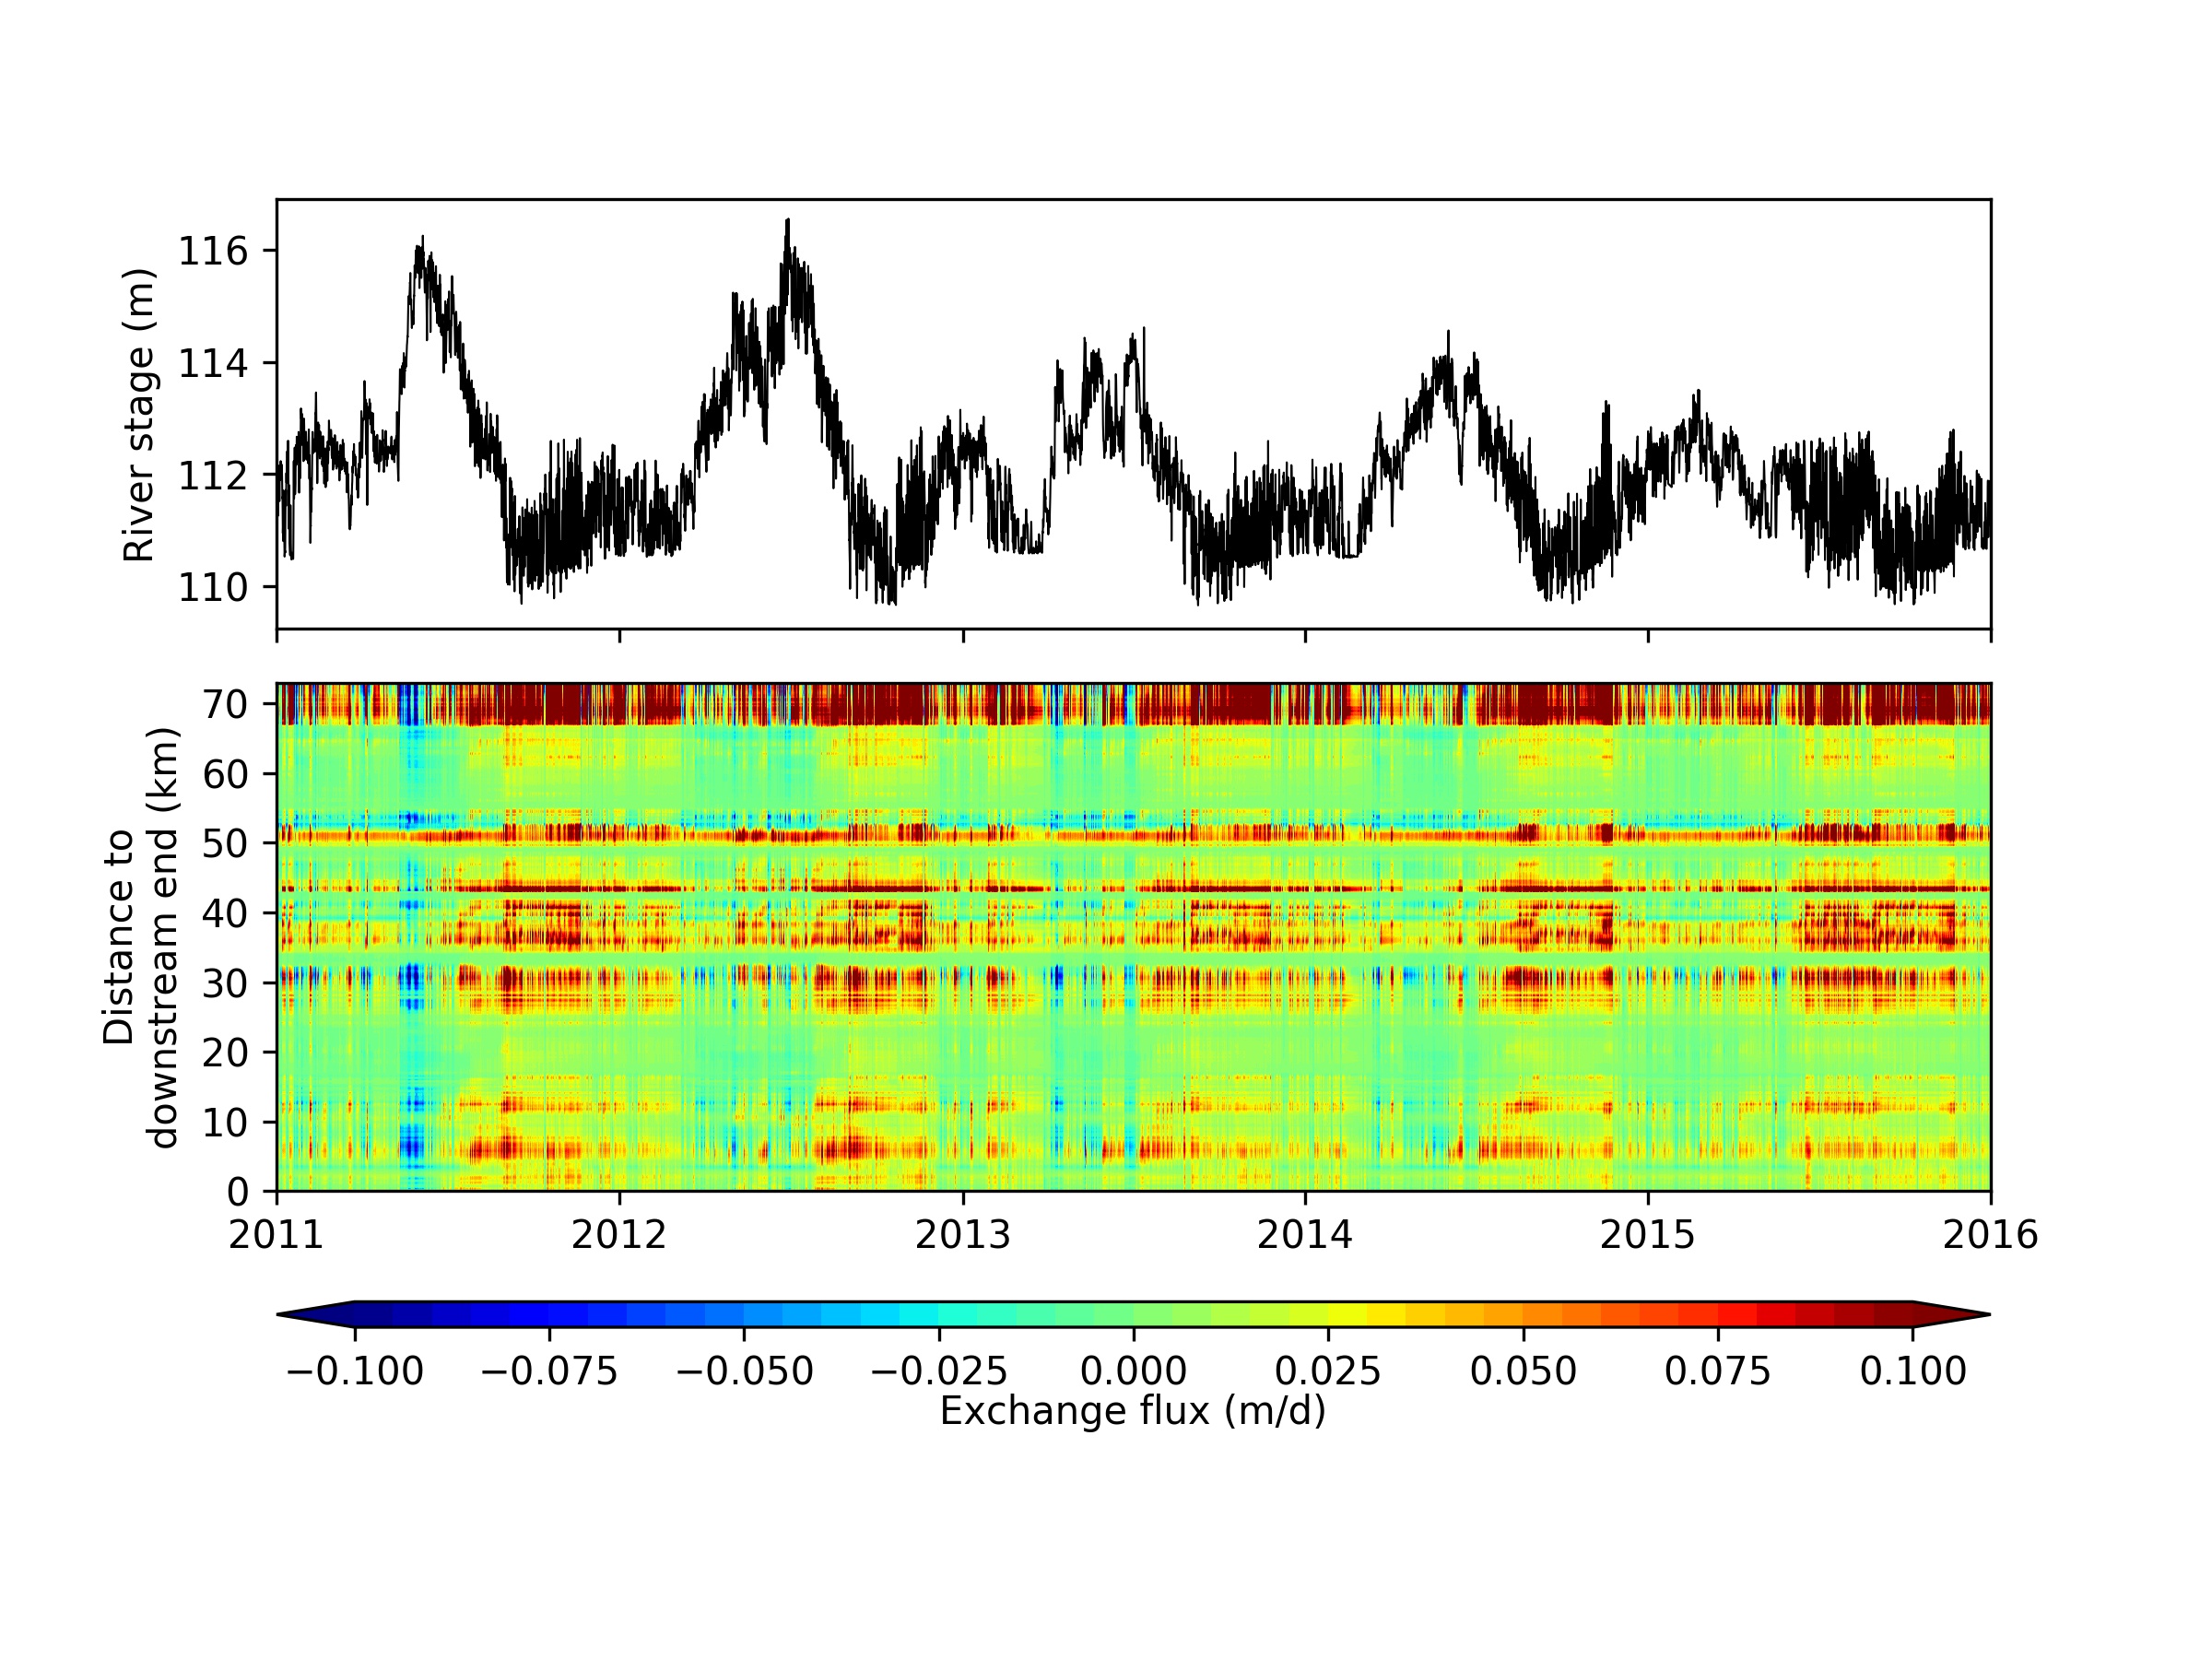 River stage (m)
116
114
112
110
Distance to
downstream end (km)
70
60
50
40
30
20
10
0
2011 2012 2013 2014 2015 2016
−0.100 −0.075 −0.050 −0.025 0.000 0.025 0.050 0.075 0.100
Exchange flux (m/d)